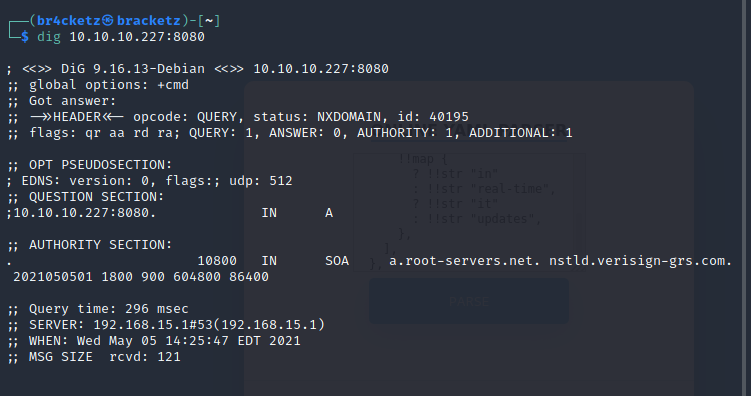 ┌──(br4cketz㉿bracketz)-[~]
└─$ dig 10.10.10.227:8080

; <<>> DiG 9.16.13-Debian <<>> 10.10.10.227:8080
;; global options: +cmd
;; Got answer:
;; ->>HEADER<<- opcode: QUERY, status: NXDOMAIN, id: 40195
;; flags: qr aa rd ra; QUERY: 1, ANSWER: 0, AUTHORITY: 1, ADDITIONAL: 1

;; OPT PSEUDOSECTION:
; EDNS: version: 0, flags:; udp: 512
;; QUESTION SECTION:
;10.10.10.227:8080. IN A

;; AUTHORITY SECTION:
. 10800 IN SOA a.root-servers.net. nstld.verisign-grs.com.
2021050501 1800 900 604800 86400

;; Query time: 296 msec
;; SERVER: 192.168.15.1#53(192.168.15.1)
;; WHEN: Wed May 05 14:25:47 EDT 2021
;; MSG SIZE rcvd: 121
!!map {
? !!str "in"
: !!str "real-time",
? !!str "it"
: !!str "updates",
},
},
PARSE